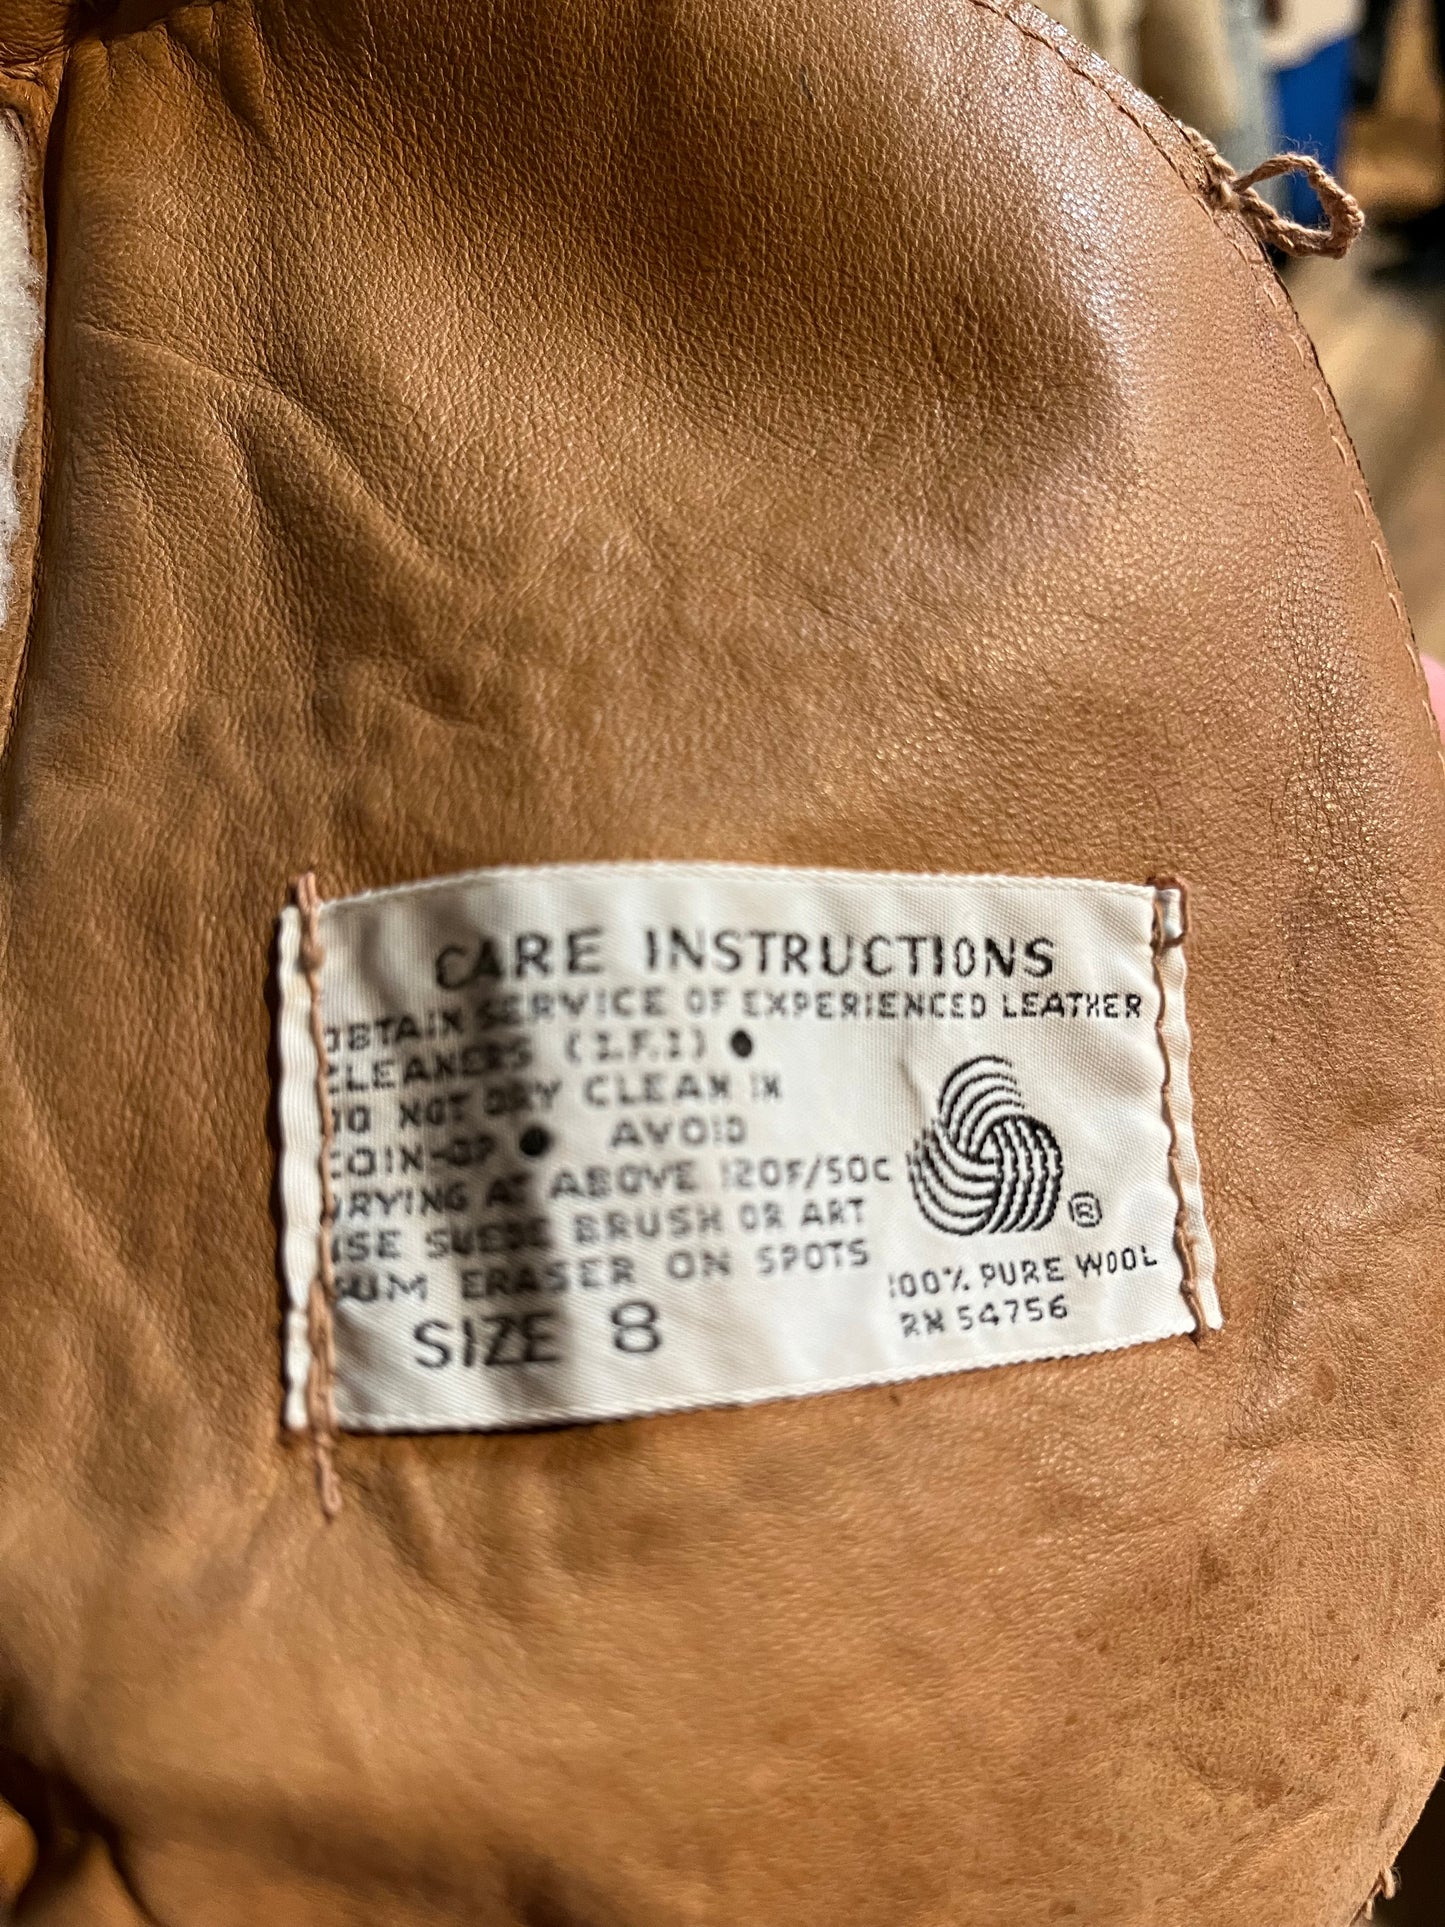 CARE INSTRUCTIONS
OBTAIN SERVICE OF EXPERIENCED LEATHER
CLEANERS (I.F.I) ●
DO NOT DRY CLEAN IN
COIN-OP ● AVOID
DRYING AT ABOVE 120F/50C
USE SUEDE BRUSH OR ART
GUM ERASER ON SPOTS
SIZE 8
®
100% PURE WOOL
RN 54756